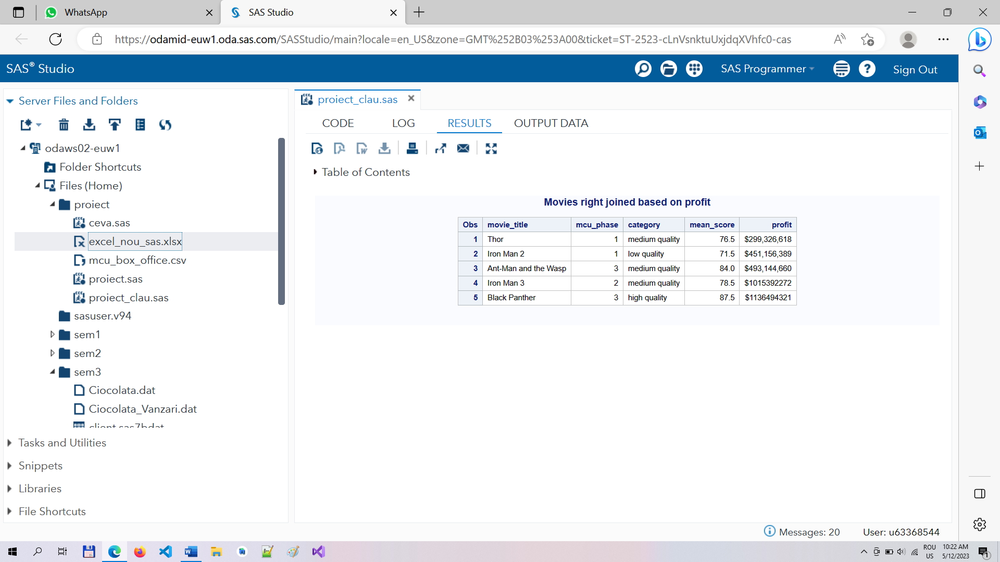 WhatsApp
SAS Studio
https://odamid-euw1.oda.sas.com/SASStudio/main?locale=en_US&zone=GMT%252B03%253A00&ticket=ST-2523-cLnVsnktuUxjdqXVhfc0-cas
SAS® Studio
SAS Programmer
Sign Out
Server Files and Folders
odaws02-euw1
Folder Shortcuts
Files (Home)
proiect
ceva.sas
excel_nou_sas.xlsx
mcu_box_office.csv
proiect.sas
proiect_clau.sas
sasuser.v94
sem1
sem2
sem3
Ciocolata.dat
Ciocolata_Vanzari.dat
client.sas7bdat
Tasks and Utilities
Snippets
Libraries
File Shortcuts
proiect_clau.sas
CODE LOG RESULTS OUTPUT DATA
Table of Contents
Movies right joined based on profit
Obs movie_title mcu_phase category mean_score profit
1 Thor 1 medium quality 76.5 $299,326,618
2 Iron Man 2 1 low quality 71.5 $451,156,389
3 Ant-Man and the Wasp 3 medium quality 84.0 $493,144,660
4 Iron Man 3 2 medium quality 78.5 $1015392272
5 Black Panther 3 high quality 87.5 $1136494321
Messages: 20
User: u63368544
ROU
US
10:22 AM
5/12/2023
1